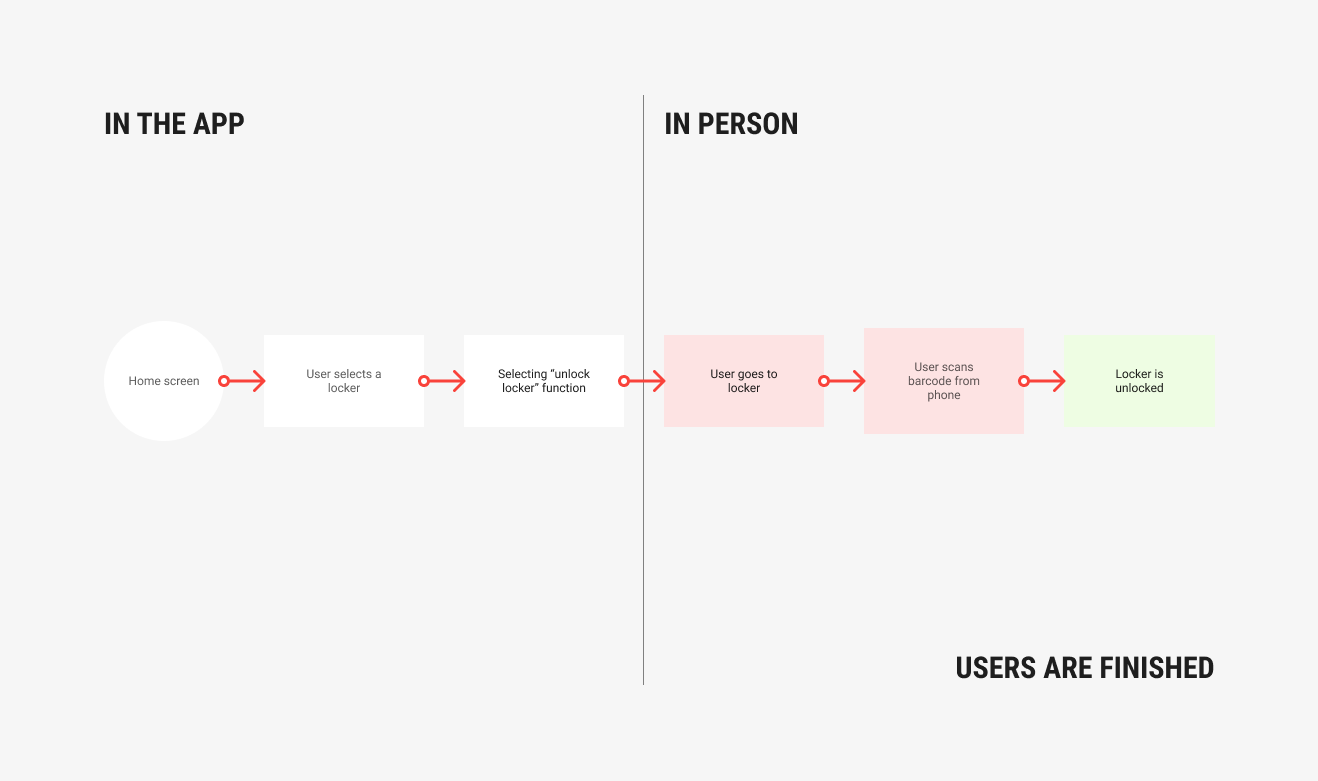 IN THE APP
IN PERSON
Home screen
User selects a
locker
Selecting “unlock
locker” function
User goes to
locker
User scans
barcode from
phone
Locker is
unlocked
USERS ARE FINISHED